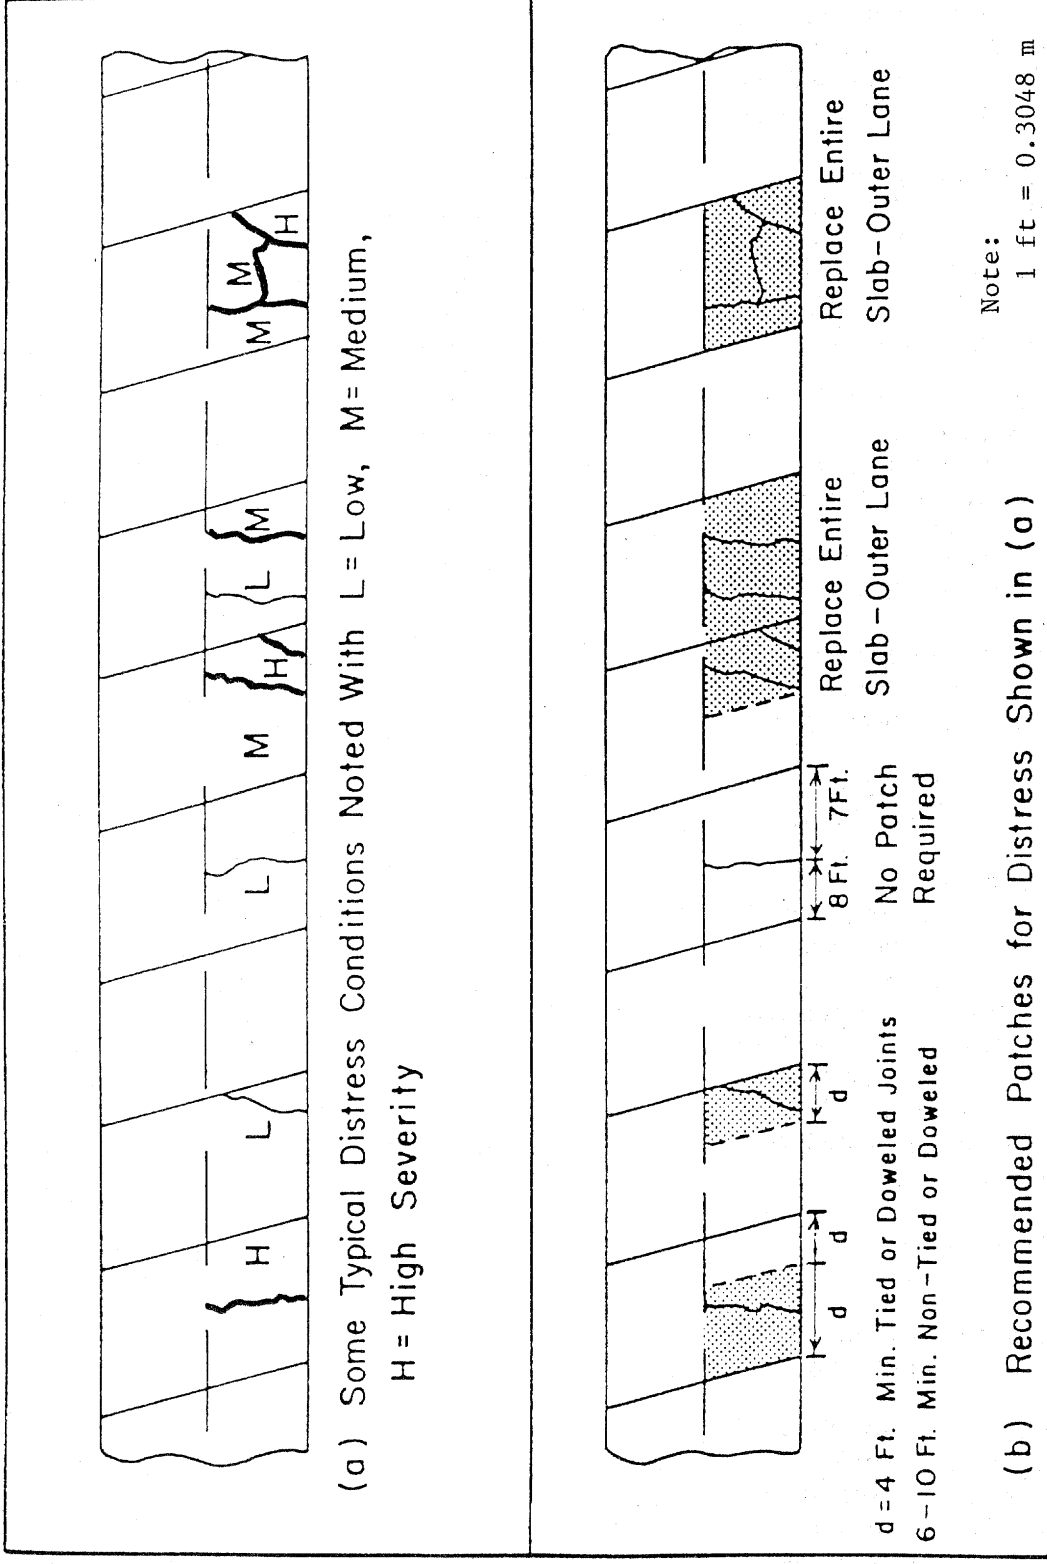 H
L
L
M
H
L
M
M
M
H
(a) Some Typical Distress Conditions Noted With L = Low, M = Medium,
H = High Severity
d
d
d
8 Ft. 7 Ft.
d = 4 Ft. Min. Tied or Doweled Joints
6-10 Ft. Min. Non-Tied or Doweled
No Patch
Required
Replace Entire
Slab-Outer Lane
Replace Entire
Slab-Outer Lane
Note:
1 ft = 0.3048 m
(b) Recommended Patches for Distress Shown in (a)